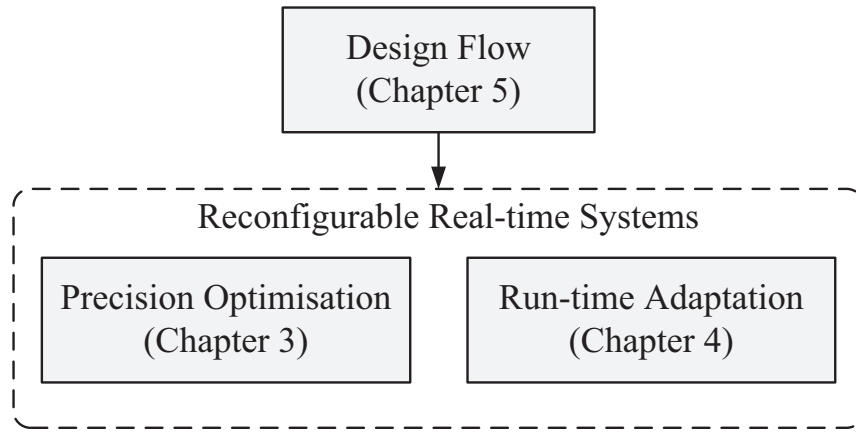 Design Flow
(Chapter 5)
Reconfigurable Real-time Systems
Precision Optimisation
(Chapter 3)
Run-time Adaptation
(Chapter 4)